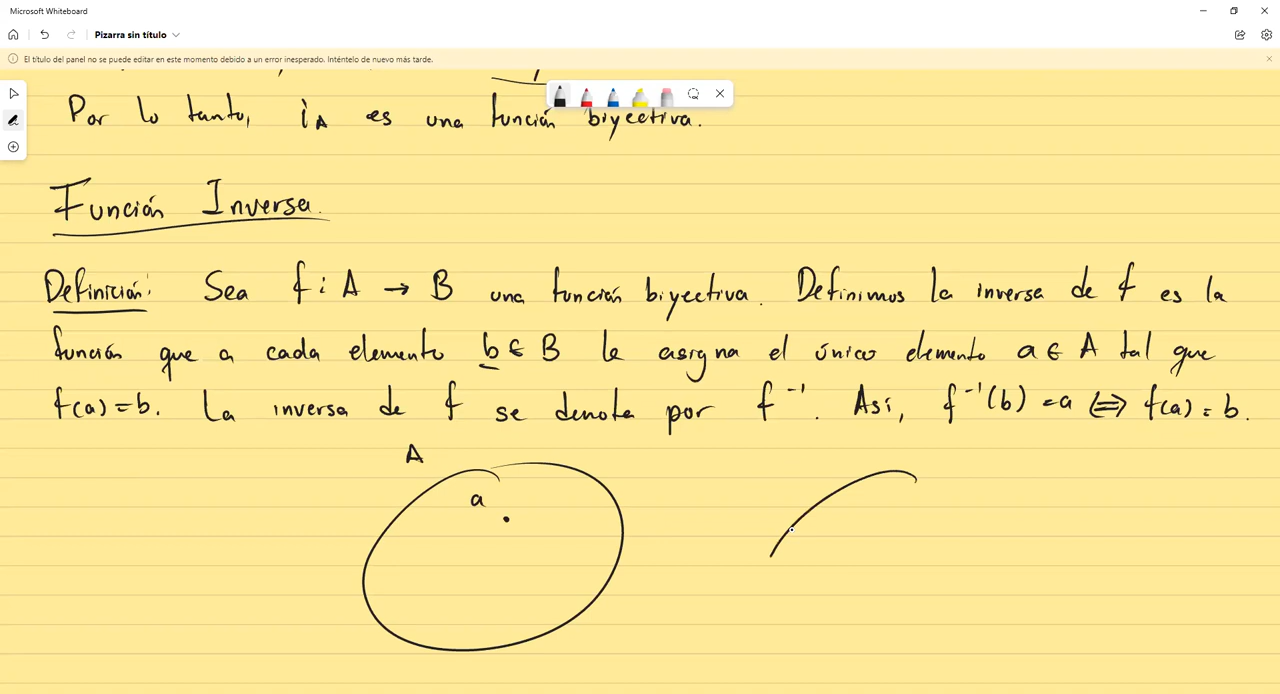 Microsoft Whiteboard
Pizarra sin título
El título del panel no se puede editar en este momento debido a un error inesperado. Inténtelo de nuevo más tarde.
Por lo tanto, i_A es una función biyectiva.
Función Inversa.
Definición: Sea f: A → B una función biyectiva. Definimos la inversa de f es la
función que a cada elemento b ∈ B le asigna el único elemento a ∈ A tal que
f(a) = b. La inversa de f se denota por f⁻¹. Así, f⁻¹(b) = a ⟺ f(a) = b.
A
a